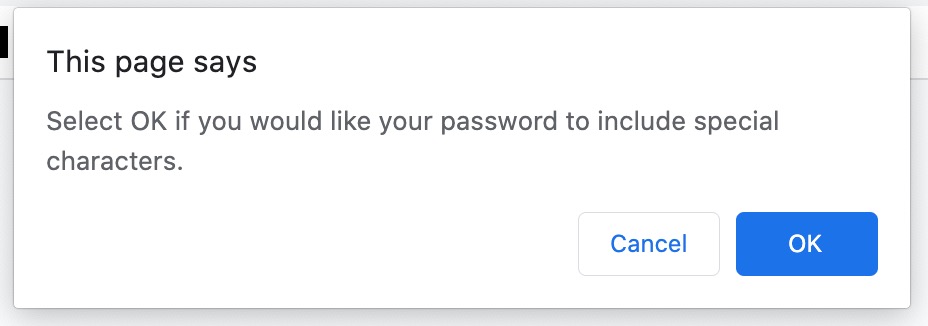 This page says
Select OK if you would like your password to include special
characters.
Cancel
OK